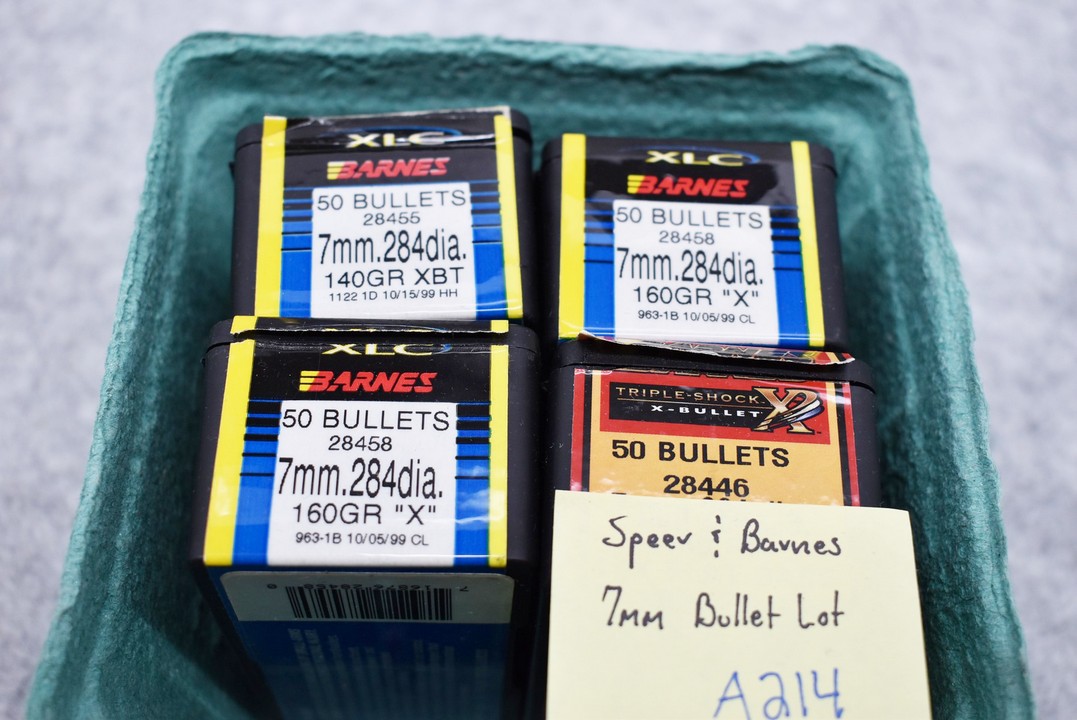 XLC
BARNES
50 BULLETS
28455
7mm.284dia.
140GR XBT
1122 1D 10/15/99 HH
XLC
BARNES
50 BULLETS
28458
7mm.284dia.
160GR "X"
963-1B 10/05/99 CL
XLC
BARNES
50 BULLETS
28458
7mm.284dia.
160GR "X"
963-1B 10/05/99 CL
TRIPLE-SHOCK
X-BULLET
50 BULLETS
28446
Speer & Barnes
7mm Bullet Lot
A214